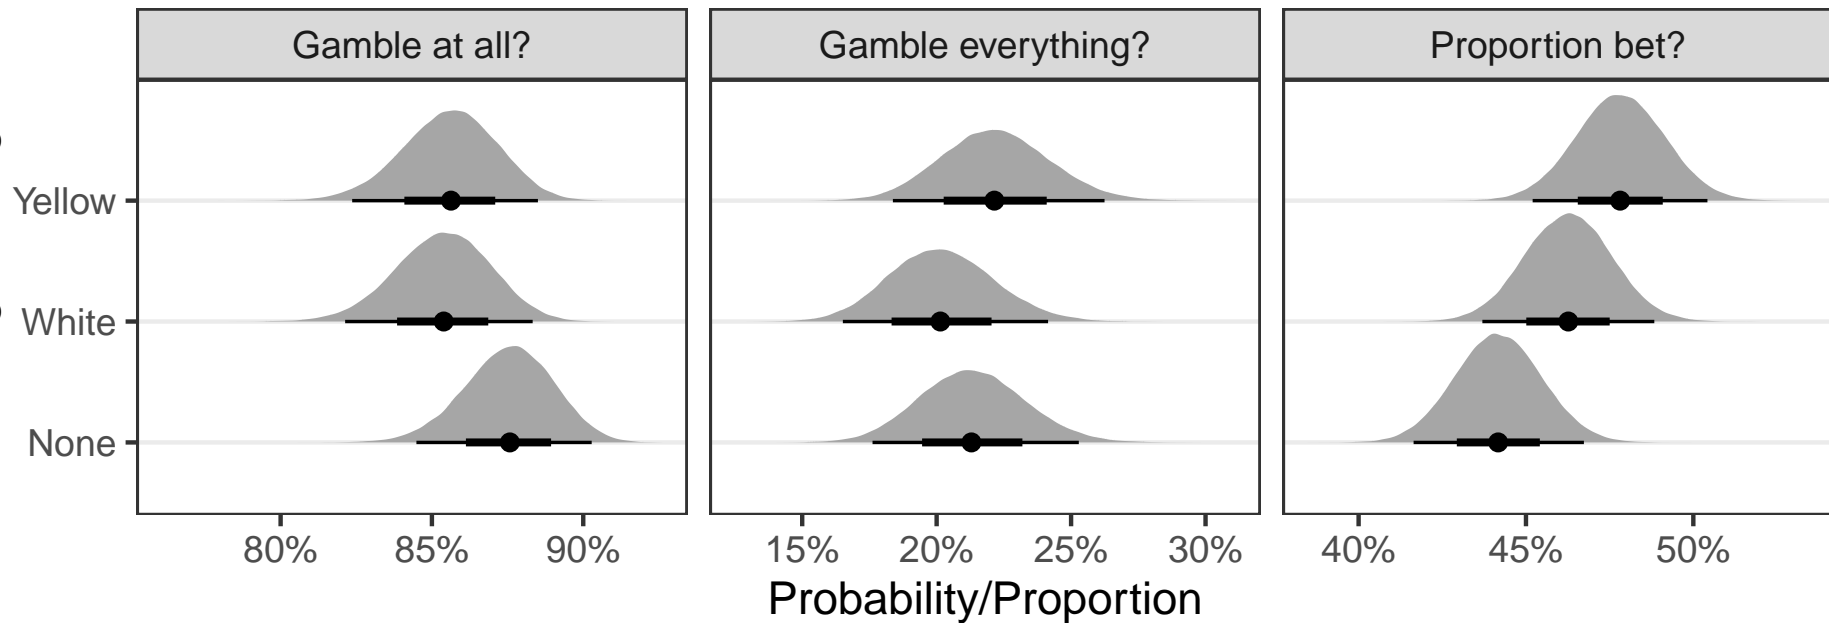 Gamble at all?
Gamble everything?
Proportion bet?
Yellow
White
None
80% 85% 90%
15% 20% 25% 30%
40% 45% 50%
Probability/Proportion